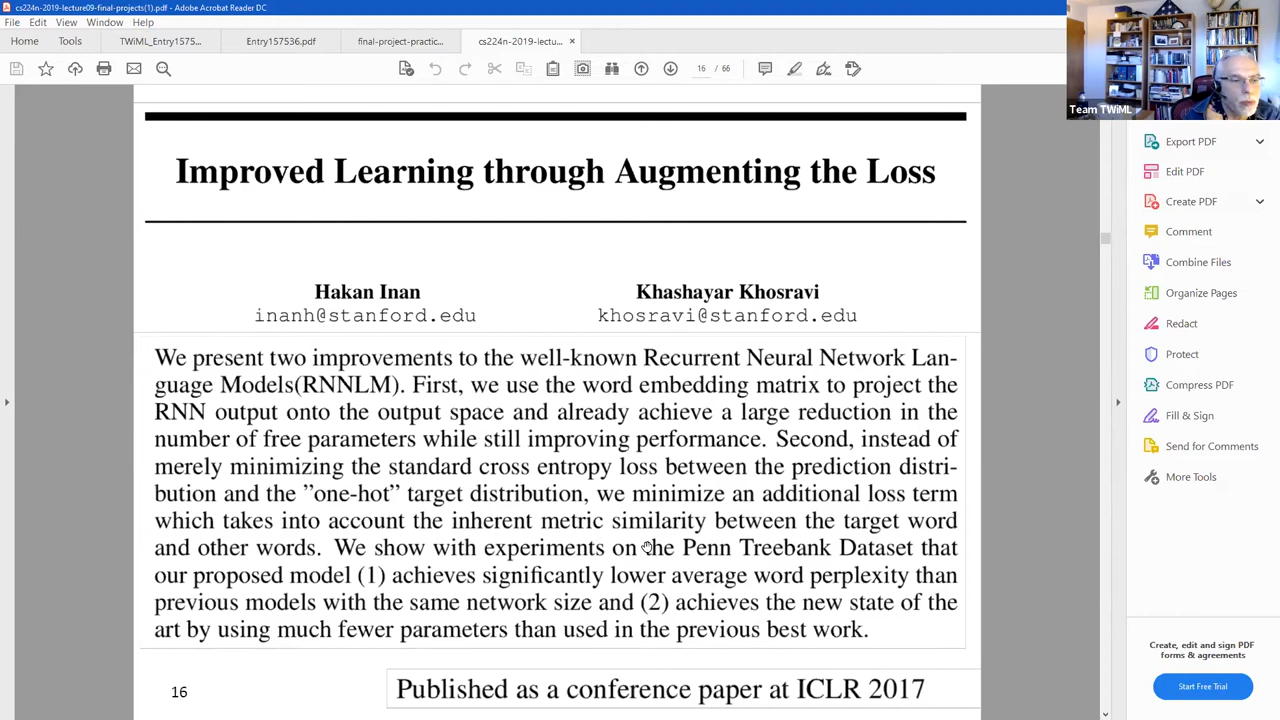 cs224n-2019-lecture09-final-projects(1).pdf - Adobe Acrobat Reader DC
File Edit View Window Help
Home Tools TWiML_Entry1575... Entry157536.pdf final-project-practic... cs224n-2019-lectu... ×
16 / 66
Team TWiML
Improved Learning through Augmenting the Loss
Hakan Inan Khashayar Khosravi
inanh@stanford.edu khosravi@stanford.edu
We present two improvements to the well-known Recurrent Neural Network Lan-
guage Models(RNNLM). First, we use the word embedding matrix to project the
RNN output onto the output space and already achieve a large reduction in the
number of free parameters while still improving performance. Second, instead of
merely minimizing the standard cross entropy loss between the prediction distri-
bution and the ”one-hot” target distribution, we minimize an additional loss term
which takes into account the inherent metric similarity between the target word
and other words. We show with experiments on the Penn Treebank Dataset that
our proposed model (1) achieves significantly lower average word perplexity than
previous models with the same network size and (2) achieves the new state of the
art by using much fewer parameters than used in the previous best work.
16
Published as a conference paper at ICLR 2017
Export PDF
Edit PDF
Create PDF
Comment
Combine Files
Organize Pages
Redact
Protect
Compress PDF
Fill & Sign
Send for Comments
More Tools
Create, edit and sign PDF
forms & agreements
Start Free Trial